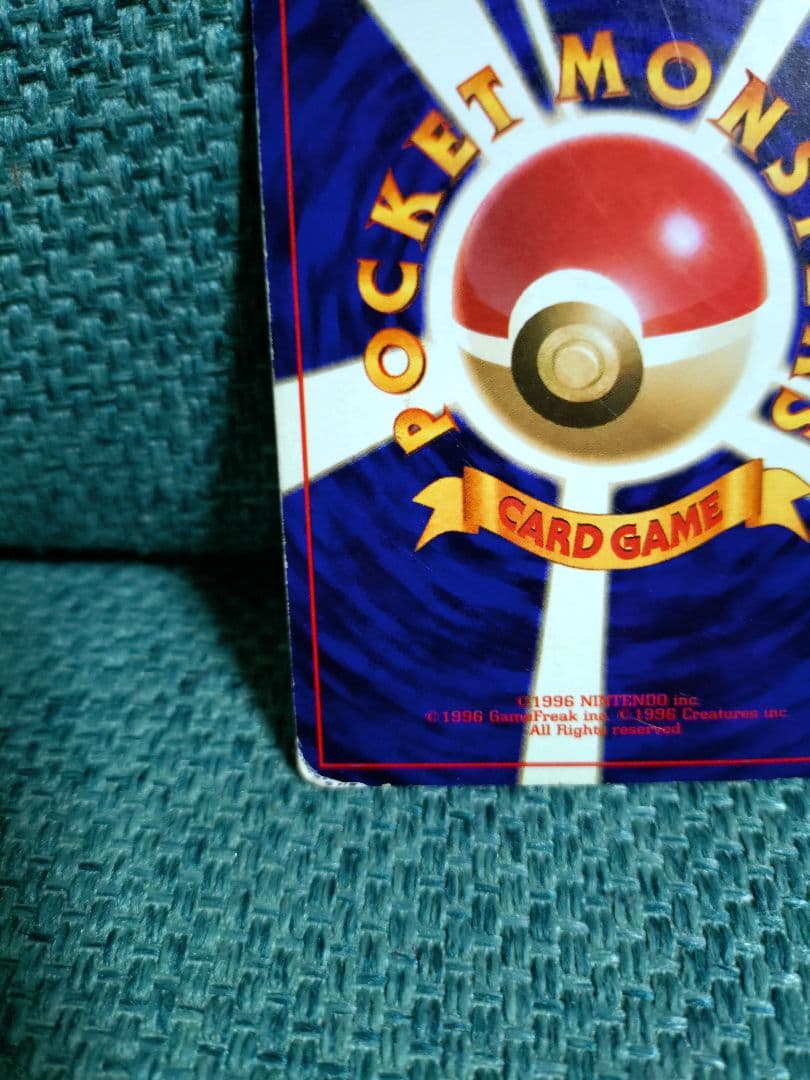 POCKET MONSTERS
CARD GAME
©1996 NINTENDO inc.
©1996 GameFreak inc. ©1996 Creatures inc
All Rights reserved